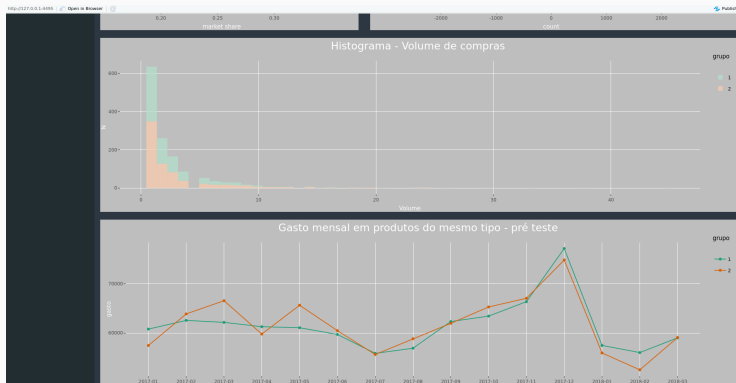 http://127.0.0.1:4496 Open in Browser Publish
0.20 0.25 0.30
market share
-2000 -1000 0 1000 2000
count
Histograma - Volume de compras
grupo
1
2
600
400
200
0
N
0 10 20 30 40
Volume
Gasto mensal em produtos do mesmo tipo - pré teste
grupo
1
2
70000
60000
gasto
2017-01 2017-02 2017-03 2017-04 2017-05 2017-06 2017-07 2017-08 2017-09 2017-10 2017-11 2017-12 2018-01 2018-02 2018-03